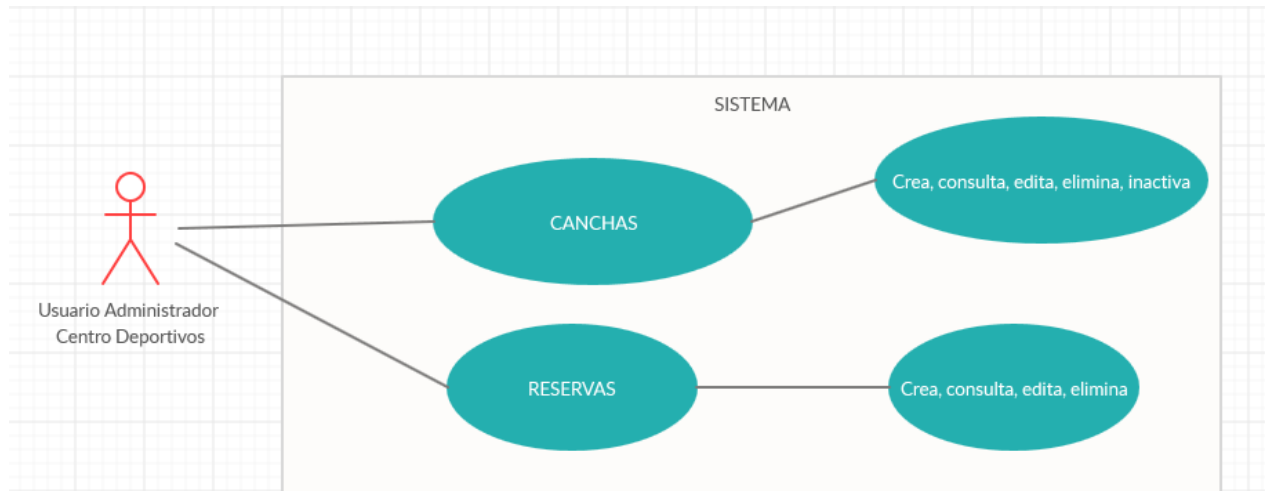 SISTEMA
Crea, consulta, edita, elimina, inactiva
CANCHAS
Usuario Administrador
Centro Deportivos
RESERVAS
Crea, consulta, edita, elimina